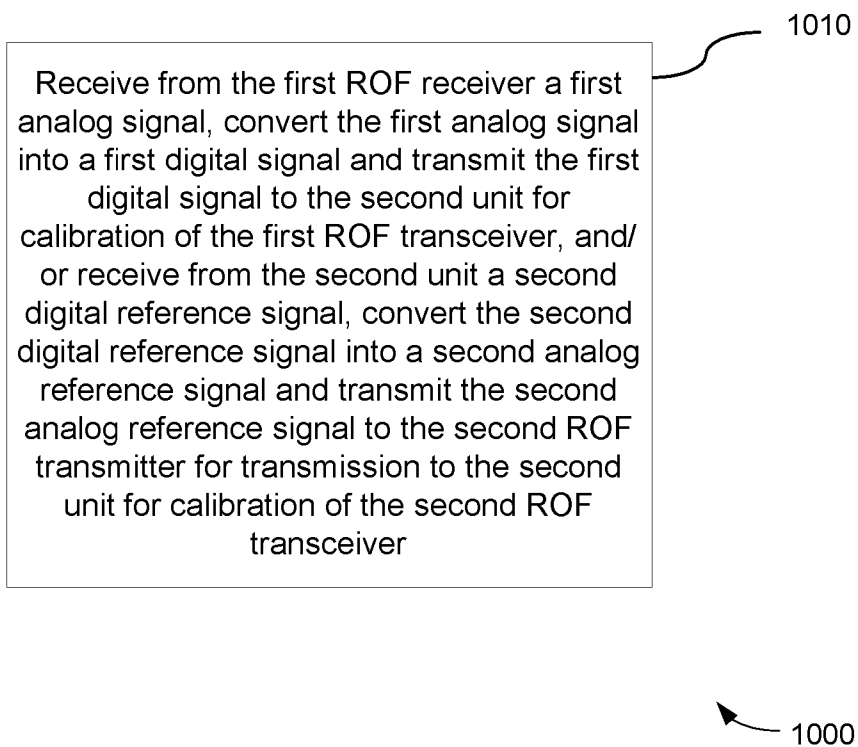 1010
Receive from the first ROF receiver a first
analog signal, convert the first analog signal
into a first digital signal and transmit the first
digital signal to the second unit for
calibration of the first ROF transceiver, and/
or receive from the second unit a second
digital reference signal, convert the second
digital reference signal into a second analog
reference signal and transmit the second
analog reference signal to the second ROF
transmitter for transmission to the second
unit for calibration of the second ROF
transceiver
1000